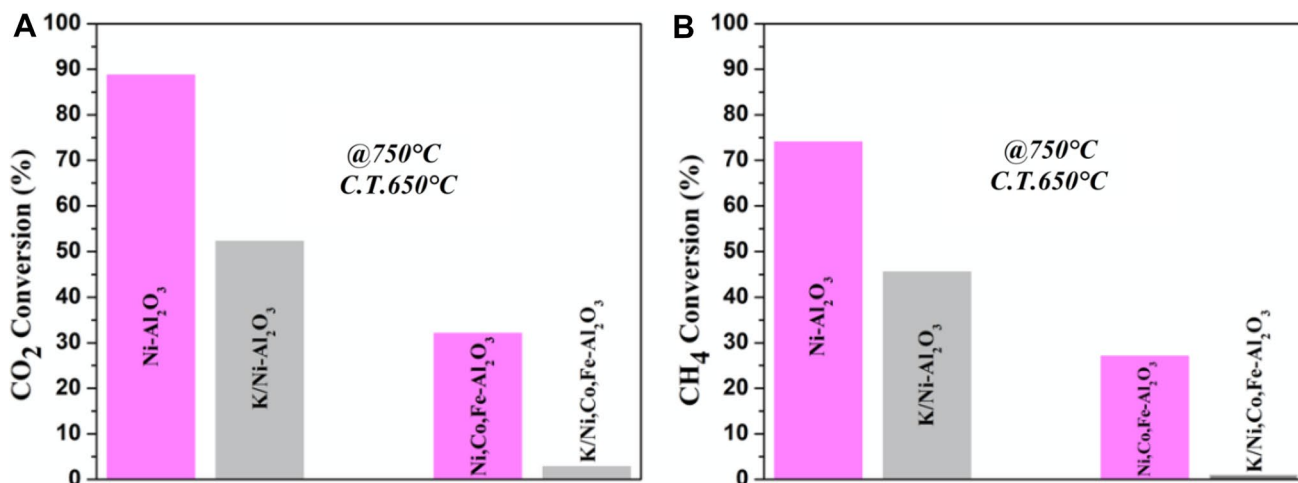 A
CO2 Conversion (%)
100
90
80
70
60
50
40
30
20
10
0
@750°C
C.T.650°C
Ni-Al2O3
K/Ni-Al2O3
Ni,Co,Fe-Al2O3
K/Ni,Co,Fe-Al2O3
B
CH4 Conversion (%)
100
90
80
70
60
50
40
30
20
10
0
@750°C
C.T.650°C
Ni-Al2O3
K/Ni-Al2O3
Ni,Co,Fe-Al2O3
K/Ni,Co,Fe-Al2O3